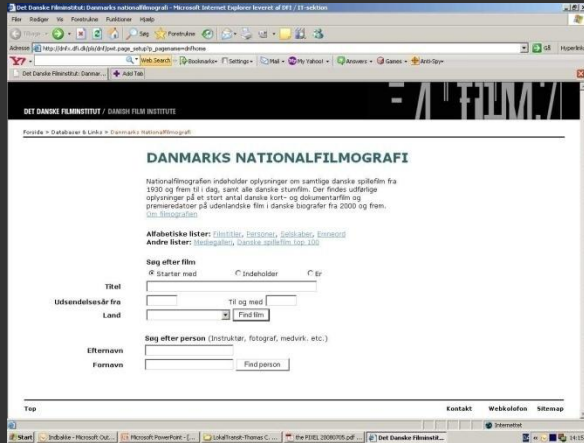 Det Danske Filminstitut: Danmarks nationalfilmografi - Microsoft Internet Explorer leveret af DFI / IT-sektion
Filer Rediger Vis Foretrukne Funktioner Hjælp
Tilbage Søg Foretrukne
Adresse http://dnfx.dfi.dk/pls/dnf/pwt.page_setup?p_pagename=dnfhome Gå Hyperlinks
Web Search Bookmarks Settings Mail My Yahoo! Answers Games Anti-Spy
Det Danske Filminstitut: Danmar... Add Tab
DET DANSKE FILMINSTITUT / DANISH FILM INSTITUTE
Forside > Databaser & Links > Danmarks Nationalfilmografi
DANMARKS NATIONALFILMOGRAFI
Nationalfilmografien indeholder oplysninger om samtlige danske spillefilm fra
1930 og frem til i dag, samt alle danske stumfilm. Der findes udførlige
oplysninger på et stort antal danske kort- og dokumentarfilm og
premieredatoer på udenlandske film i danske biografer fra 2000 og frem.
Om filmografien
Alfabetiske lister: Filmtitler, Personer, Selskaber, Emneord
Andre lister: Mediegalleri, Danske spillefilm top 100
Søg efter film
Starter med Indeholder Er
Titel
Udsendelsesår fra Til og med
Land Find film
Søg efter person (Instruktør, fotograf, medvirk. etc.)
Efternavn
Fornavn Find person
Top Kontakt Webkolofon Sitemap
Internettet
Start Indbakke - Microsoft Out... Microsoft PowerPoint - [... LokalTransit-Thomas C. ... the PIXEL 20080705.pdf ... Det Danske Filminstit... 14:15